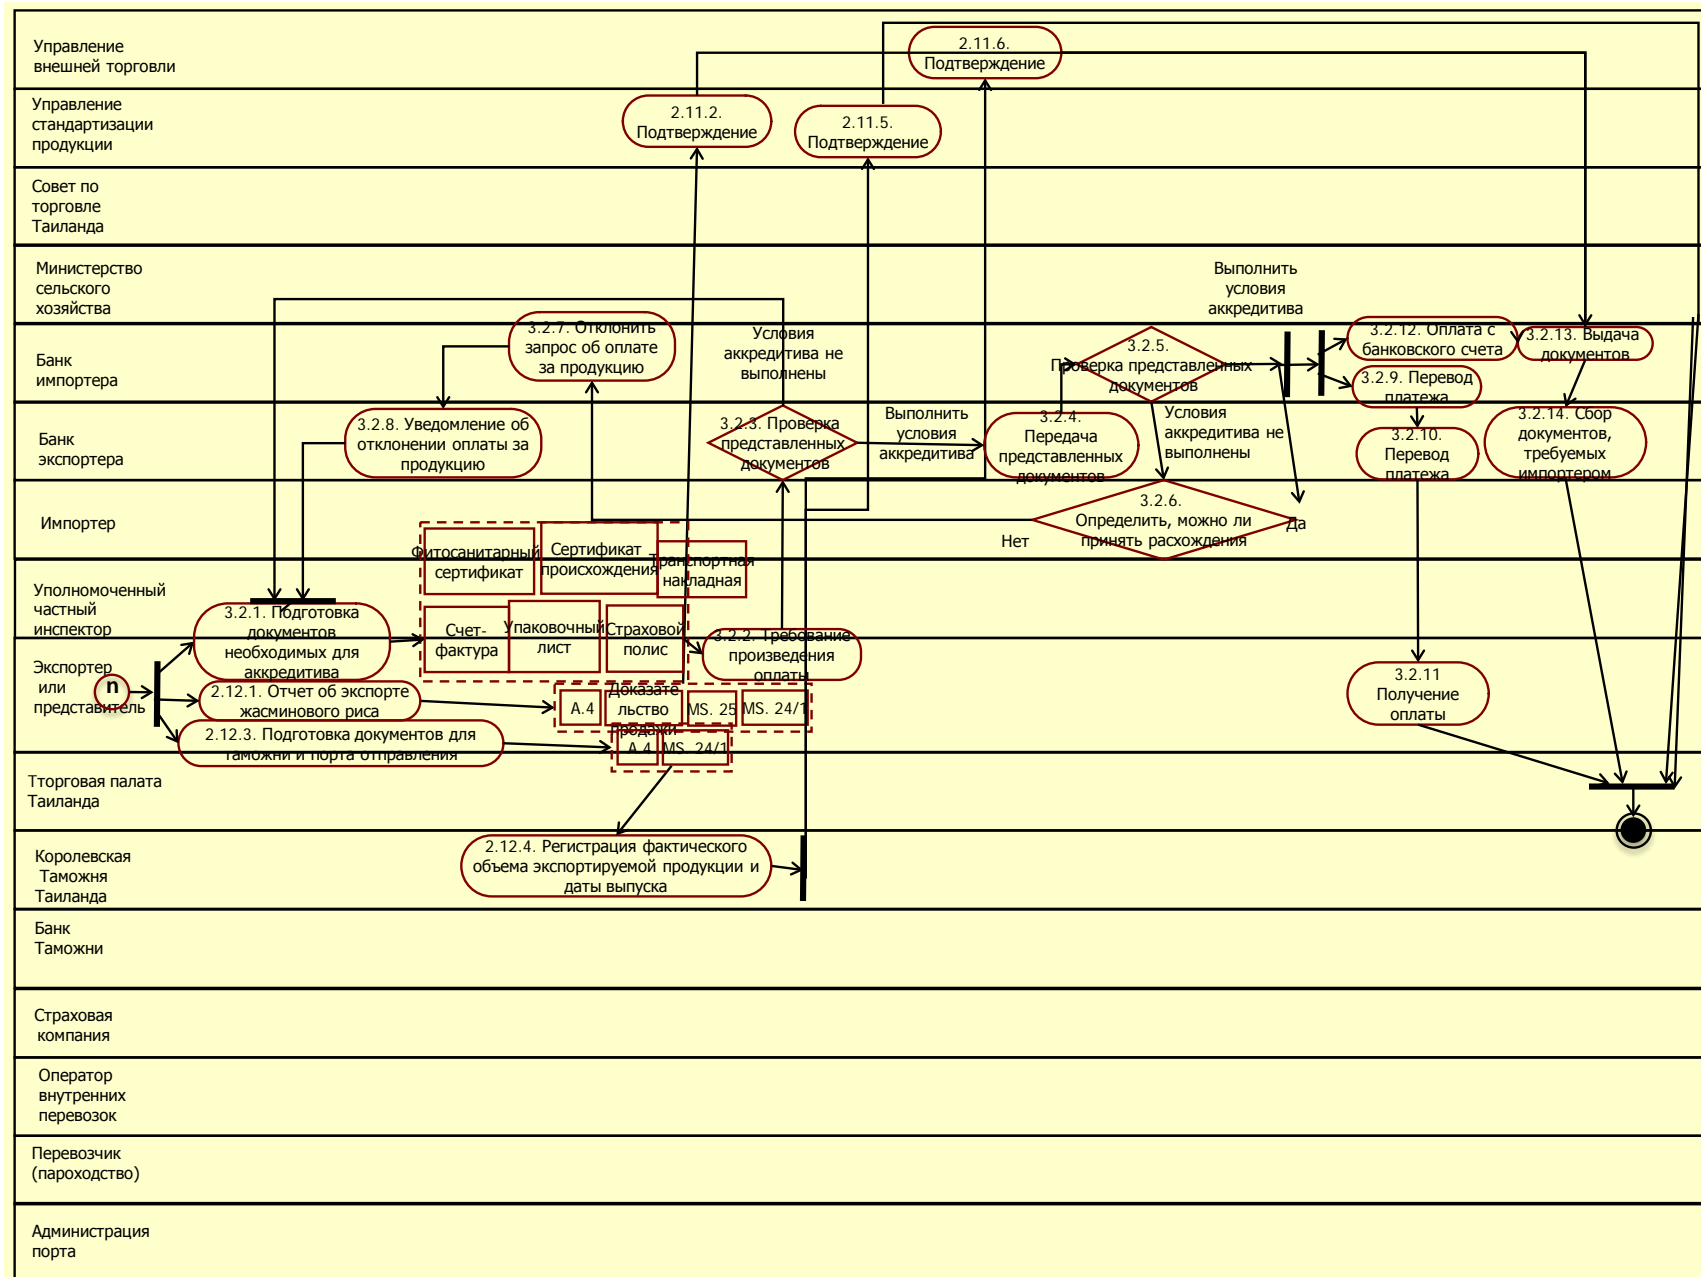 Управление
внешней торговли
2.11.6.
Подтверждение
Управление
стандартизации
продукции
2.11.2.
Подтверждение
2.11.5.
Подтверждение
Совет по
торговле
Таиланда
Министерство
сельского
хозяйства
Выполнить
условия
аккредитива
Банк
импортера
3.2.7. Отклонить
запрос об оплате
за продукцию
Условия
аккредитива не
выполнены
3.2.5.
Проверка представленных
документов
3.2.12. Оплата с
банковского счета
3.2.13. Выдача
документов
3.2.9. Перевод
платежа
Банк
экспортера
3.2.8. Уведомление об
отклонении оплаты за
продукцию
3.2.3. Проверка
представленных
документов
Выполнить
условия
аккредитива
3.2.4.
Передача
представленных
документов
Условия
аккредитива не
выполнены
3.2.10.
Перевод
платежа
3.2.14. Сбор
документов,
требуемых
импортером
Импортер
3.2.6.
Определить, можно ли
принять расхождения
Да
Нет
Фитосанитарный
сертификат
Сертификат
происхождения
Транспортная
накладная
Уполномоченный
частный
инспектор
3.2.1. Подготовка
документов
необходимых для
аккредитива
Счет-
фактура
Упаковочный
лист
Страховой
полис
3.2.2. Требование
произведения
оплаты
Экспортер
или
представитель
n
2.12.1. Отчет об экспорте
жасминового риса
A.4
Доказате
льство
продажи
MS. 25
MS. 24/1
3.2.11
Получение
оплаты
2.12.3. Подготовка документов для
таможни и порта отправления
A.4
MS. 24/1
Тторговая палата
Таиланда
Королевская
Таможня
Таиланда
2.12.4. Регистрация фактического
объема экспортируемой продукции и
даты выпуска
Банк
Таможни
Страховая
компания
Оператор
внутренних
перевозок
Перевозчик
(пароходство)
Администрация
порта